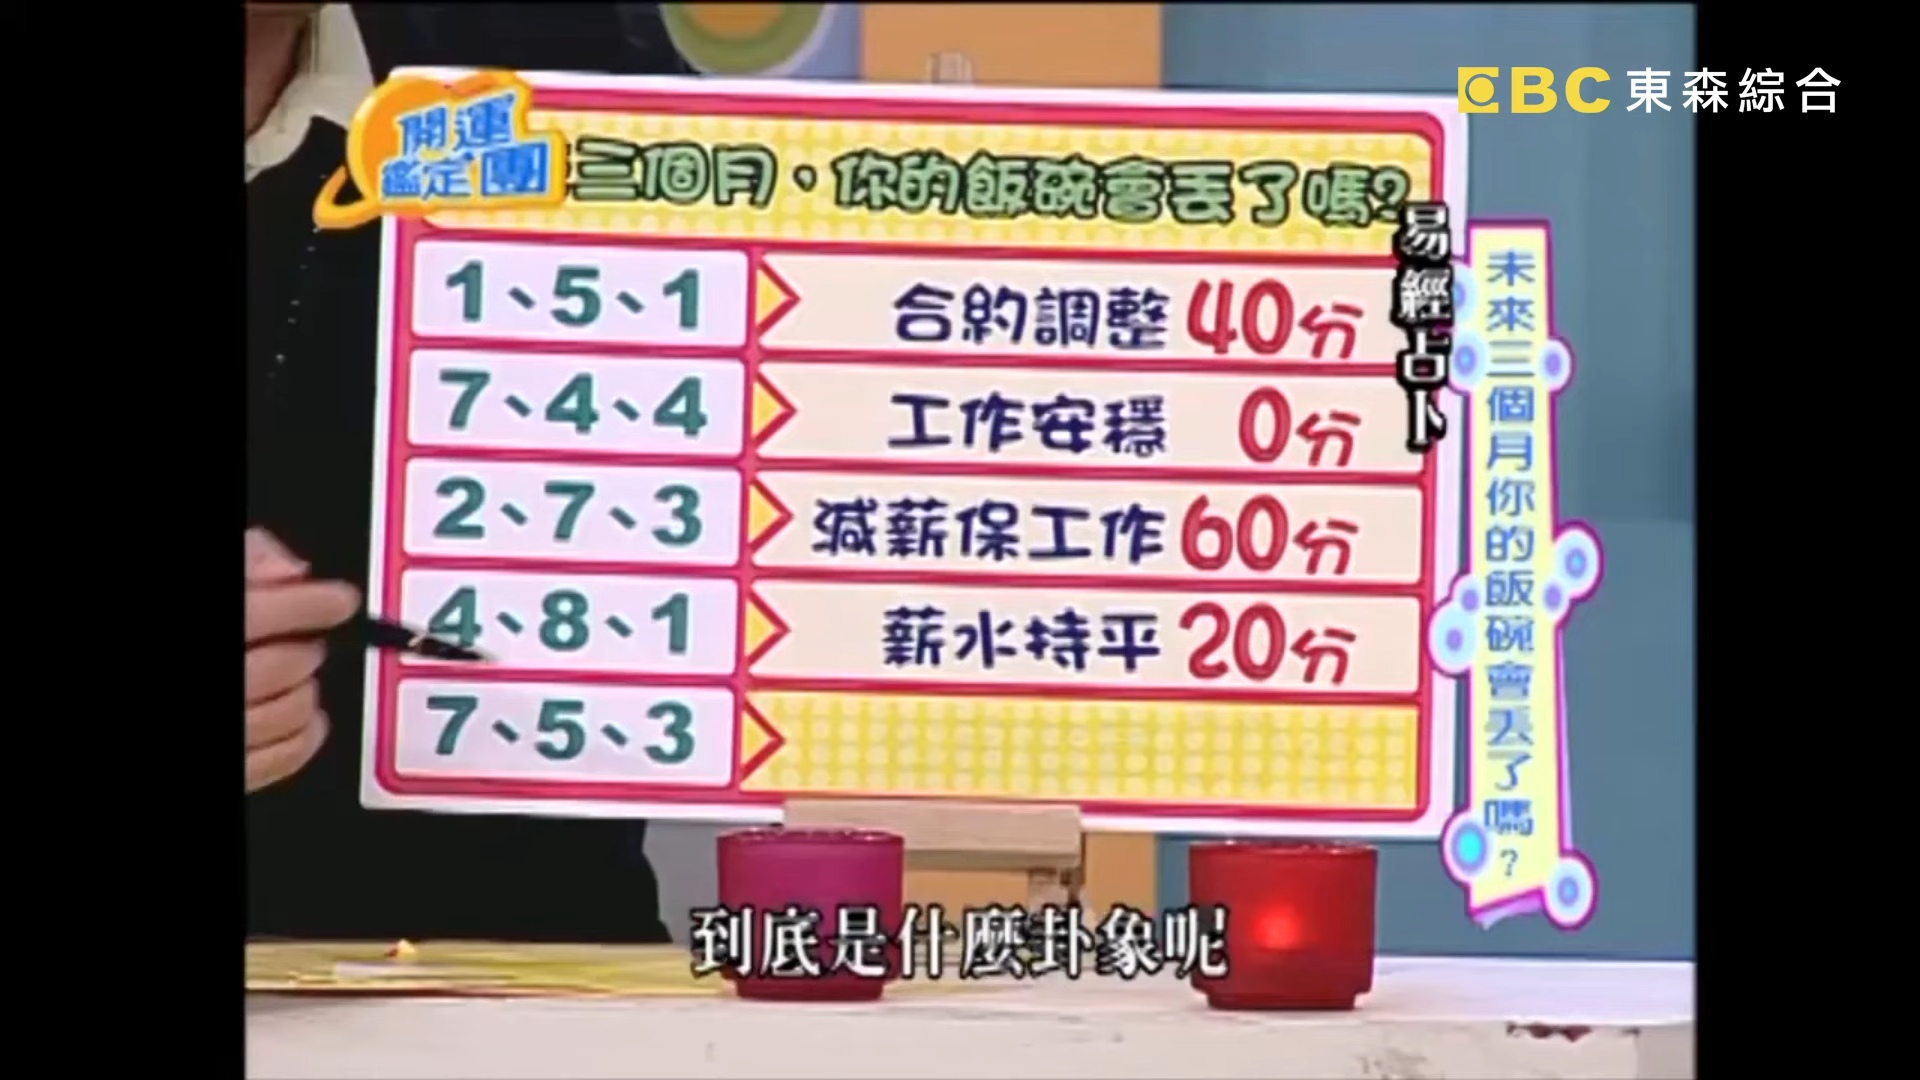 EBC 東森綜合
開運
鑑定團
三個月，你的飯碗會丟了嗎?
1、5、1 合約調整 40分
7、4、4 工作安穩 0分
2、7、3 減薪保工作 60分
4、8、1 薪水持平 20分
7、5、3
易經占卜
未來三個月你的飯碗會丟了嗎？
到底是什麼卦象呢